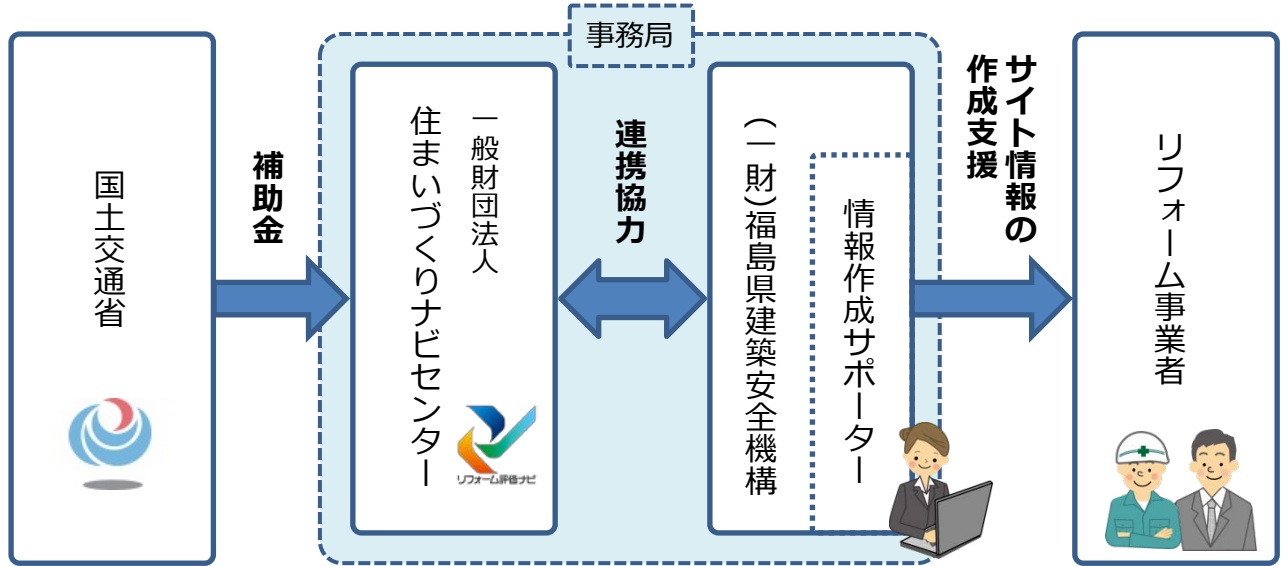 事務局
国土交通省
補助金
一般財団法人
住まいづくりナビセンター
リフォーム評価ナビ
連携協力
(一財)福島県建築安全機構
情報作成サポーター
サイト情報の
作成支援
リフォーム事業者